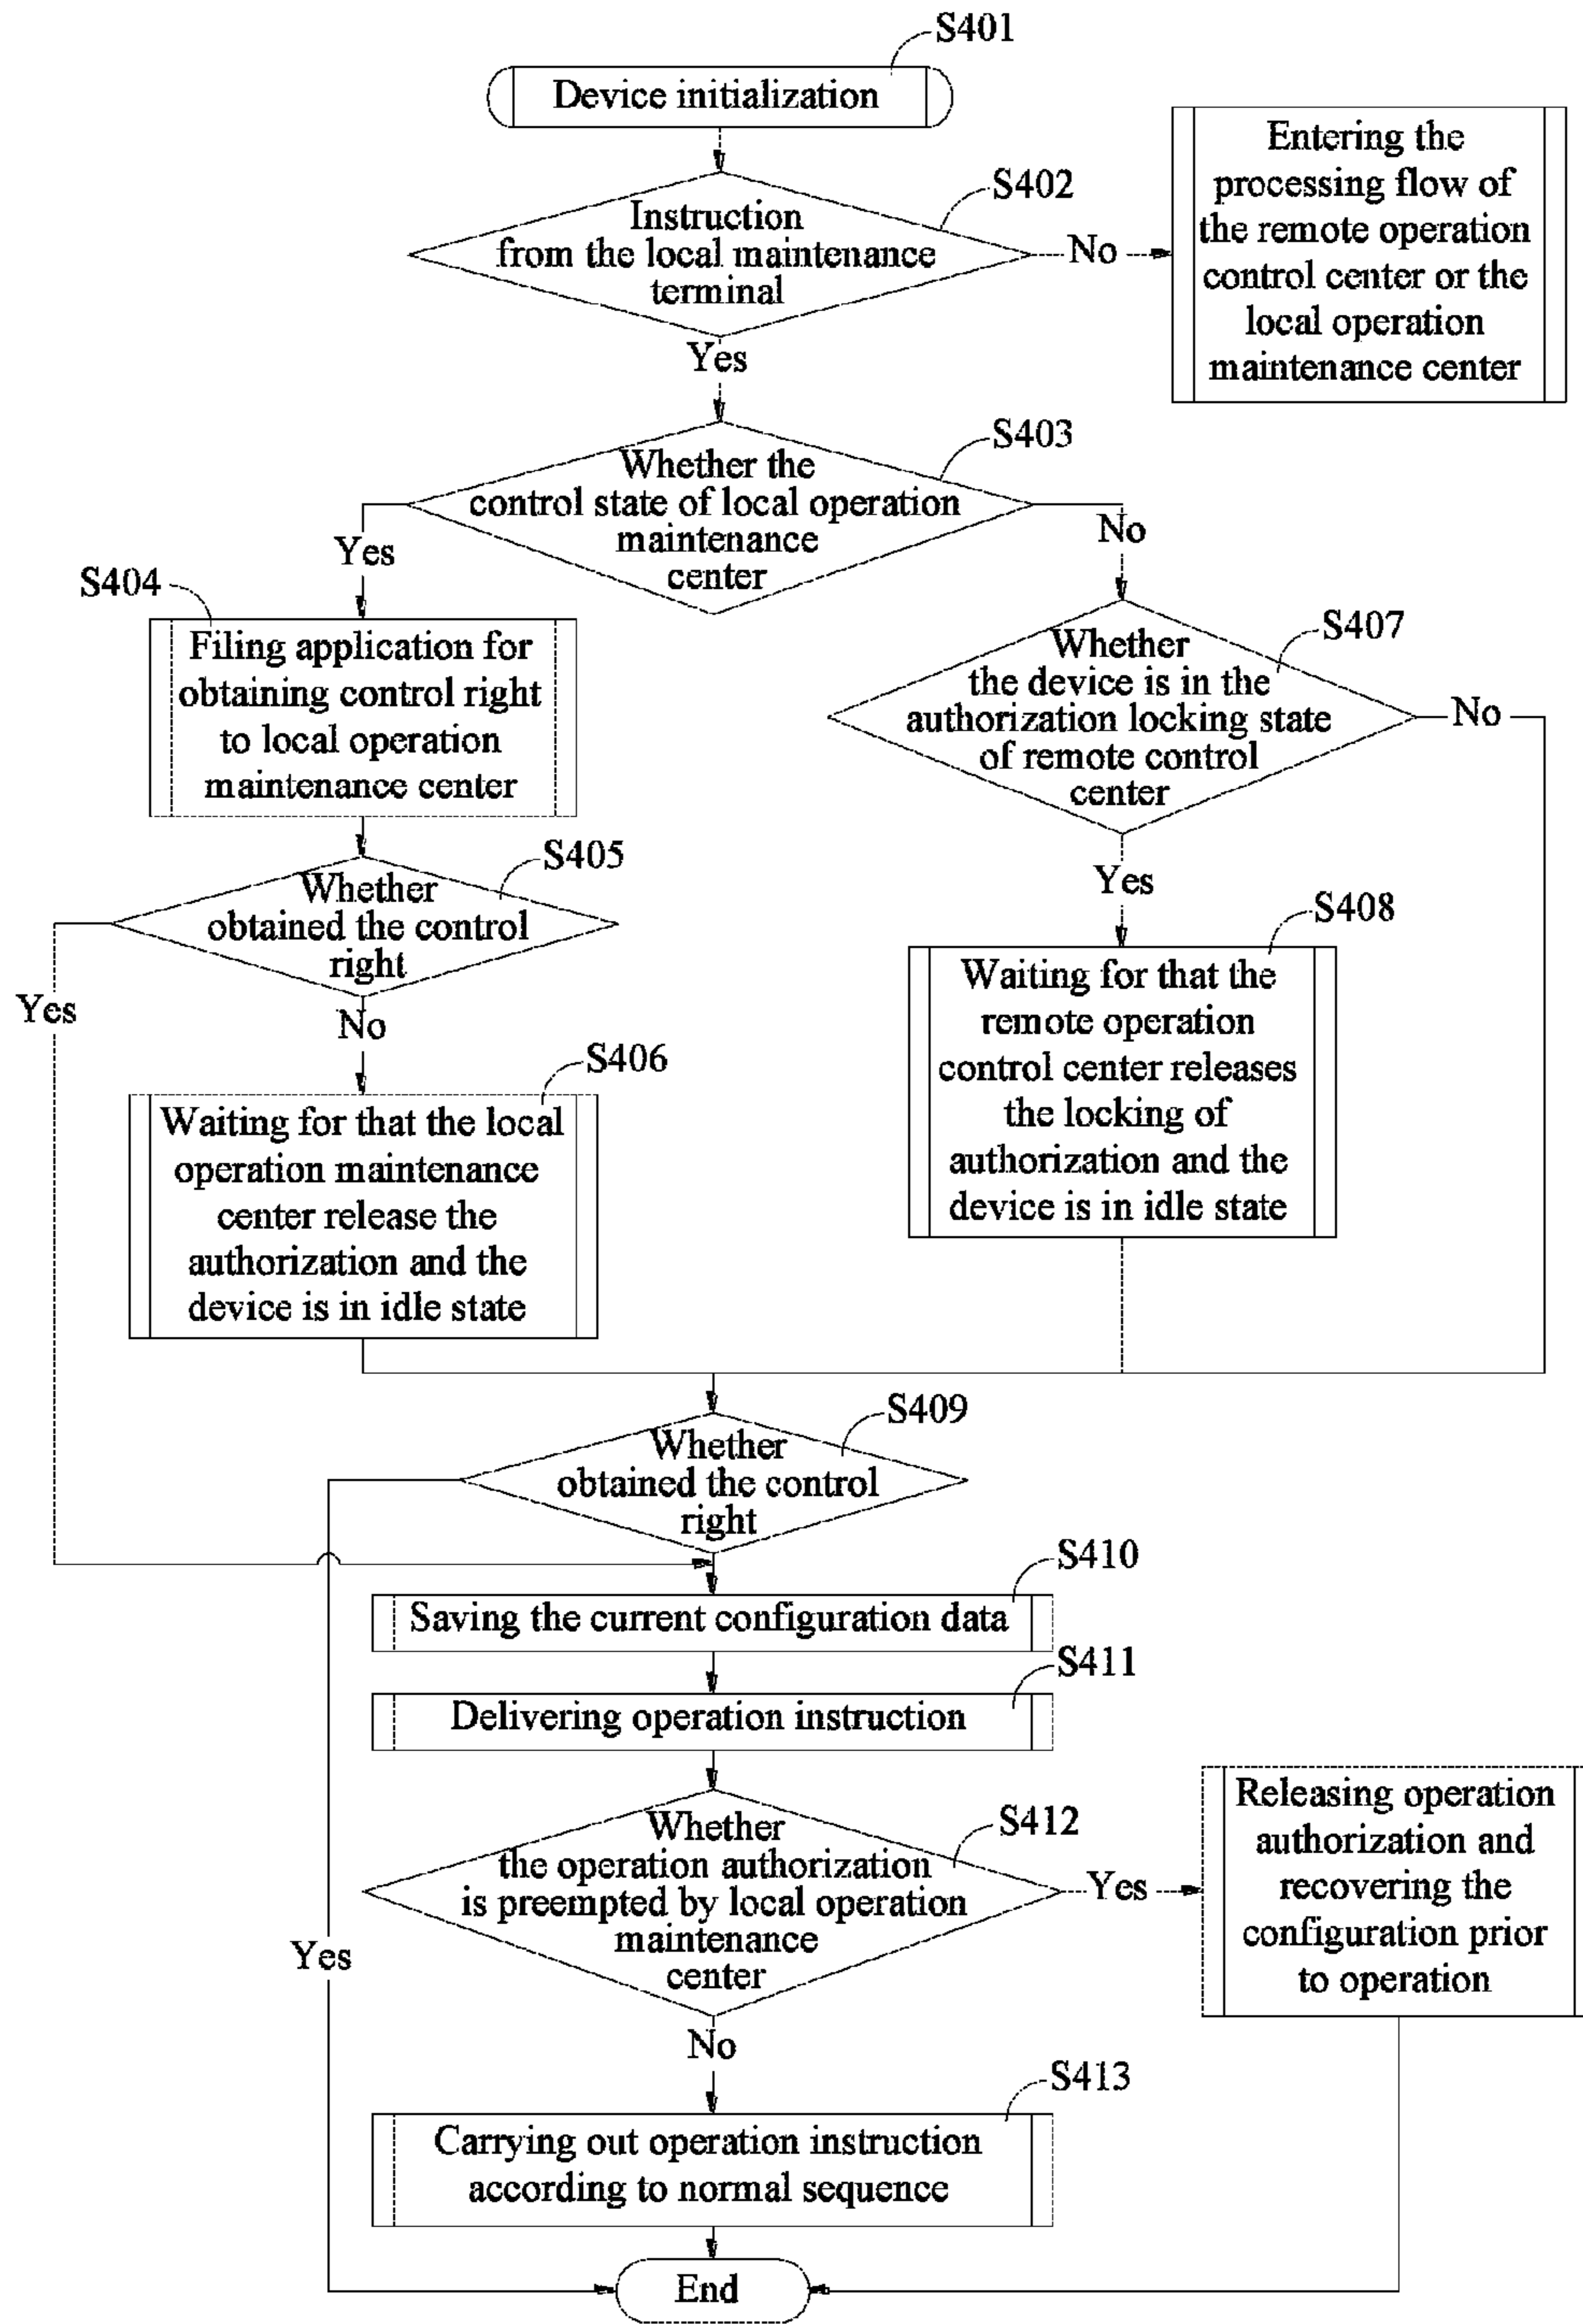 S401
Device initialization
S402
Instruction
from the local maintenance
terminal
No
Entering the
processing flow of
the remote operation
control center or the
local operation
maintenance center
Yes
S403
Whether the
control state of local operation
maintenance
center
Yes
No
S404
Filing application for
obtaining control right
to local operation
maintenance center
S407
Whether
the device is in the
authorization locking state
of remote control
center
No
S405
Whether
obtained the control
right
Yes
No
Yes
S408
Waiting for that the
remote operation
control center releases
the locking of
authorization and the
device is in idle state
S406
Waiting for that the local
operation maintenance
center release the
authorization and the
device is in idle state
S409
Whether
obtained the control
right
S410
Saving the current configuration data
S411
Delivering operation instruction
S412
Whether
the operation authorization
is preempted by local operation
maintenance
center
Yes
Releasing operation
authorization and
recovering the
configuration prior
to operation
Yes
No
S413
Carrying out operation instruction
according to normal sequence
End